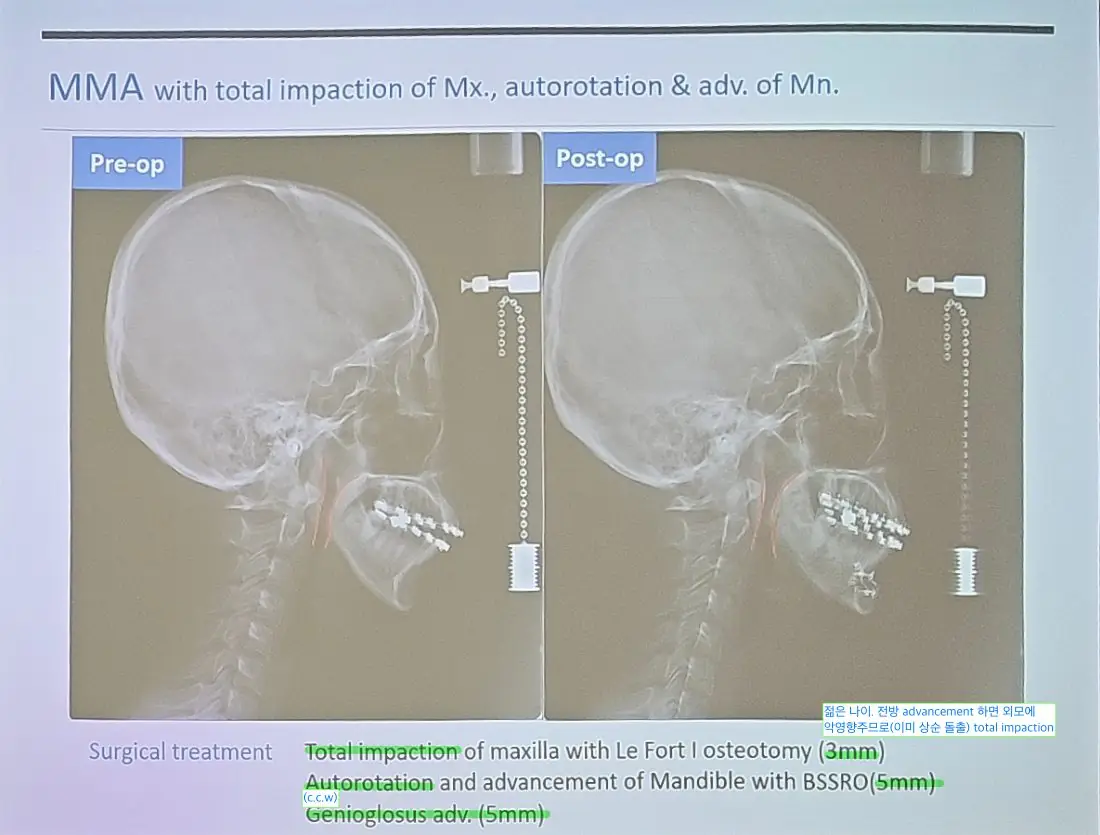 MMA with total impaction of Mx., autorotation & adv. of Mn.
Pre-op
Post-op
젊은 나이. 전방 advancement 하면 외모에
악영향주므로(이미 상순 돌출) total impaction
Surgical treatment
Total impaction of maxilla with Le Fort I osteotomy (3mm)
Autorotation and advancement of Mandible with BSSRO(5mm)
(c.c.w)
Genioglosus adv. (5mm)